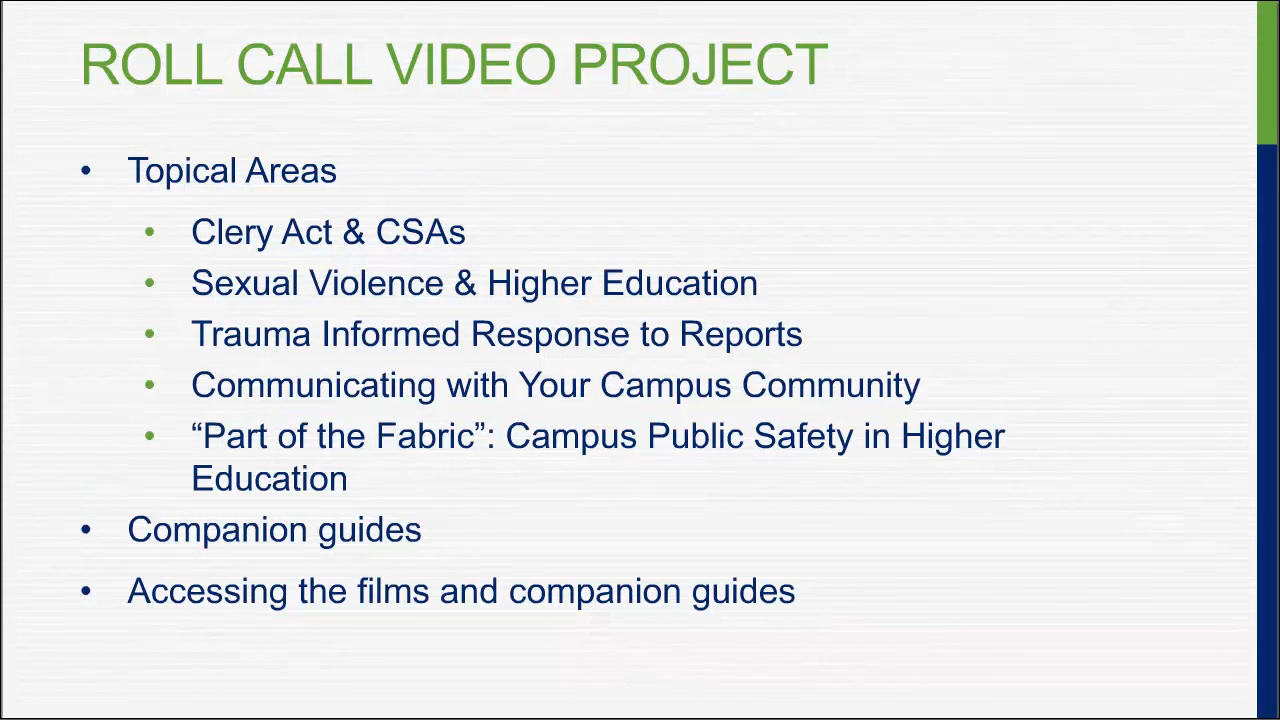 ROLL CALL VIDEO PROJECT
• Topical Areas
• Clery Act & CSAs
• Sexual Violence & Higher Education
• Trauma Informed Response to Reports
• Communicating with Your Campus Community
• “Part of the Fabric”: Campus Public Safety in Higher
Education
• Companion guides
• Accessing the films and companion guides